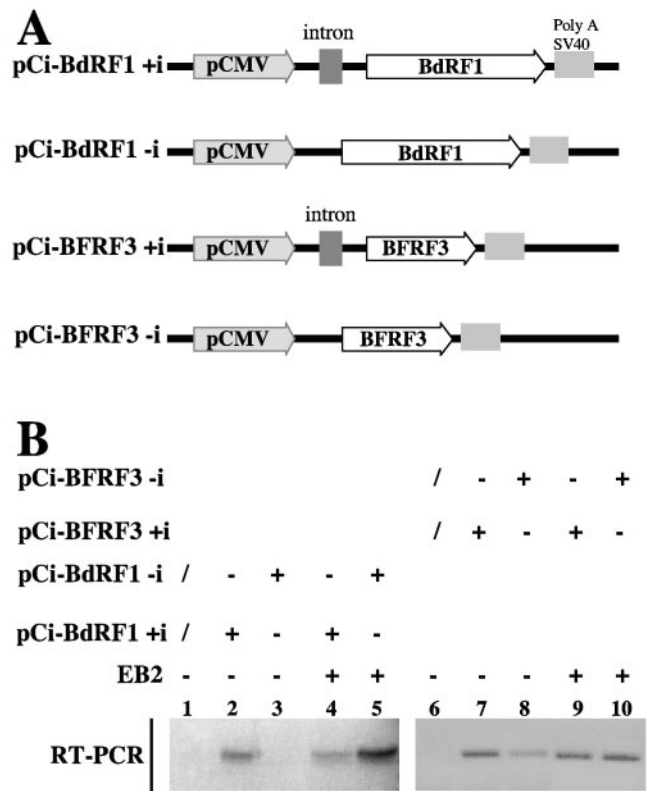 A
intron
Poly A
SV40
pCi-BdRF1 +i pCMV BdRF1
pCi-BdRF1 -i pCMV BdRF1
intron
pCi-BFRF3 +i pCMV BFRF3
pCi-BFRF3 -i pCMV BFRF3
B
pCi-BFRF3 -i / - + - +
pCi-BFRF3 +i / + - + -
pCi-BdRF1 -i / - + - +
pCi-BdRF1 +i / + - + -
EB2 - - - + + - - - + +
1 2 3 4 5 6 7 8 9 10
RT-PCR